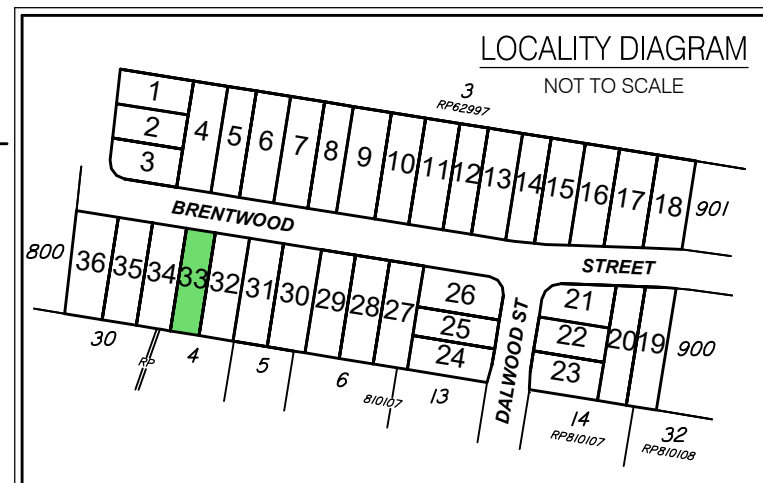 LOCALITY DIAGRAM
NOT TO SCALE
3
RP62997
1
2
3
4 5 6 7 8 9 10 11 12 13 14 15 16 17 18 901
BRENTWOOD
STREET
800
36 35 34 33 32 31 30 29 28 27
26
25
24
DALWOOD ST
21
22
23
20 19 900
30
RP
4
5
6
810107
13
14
RP810107
32
RP810108